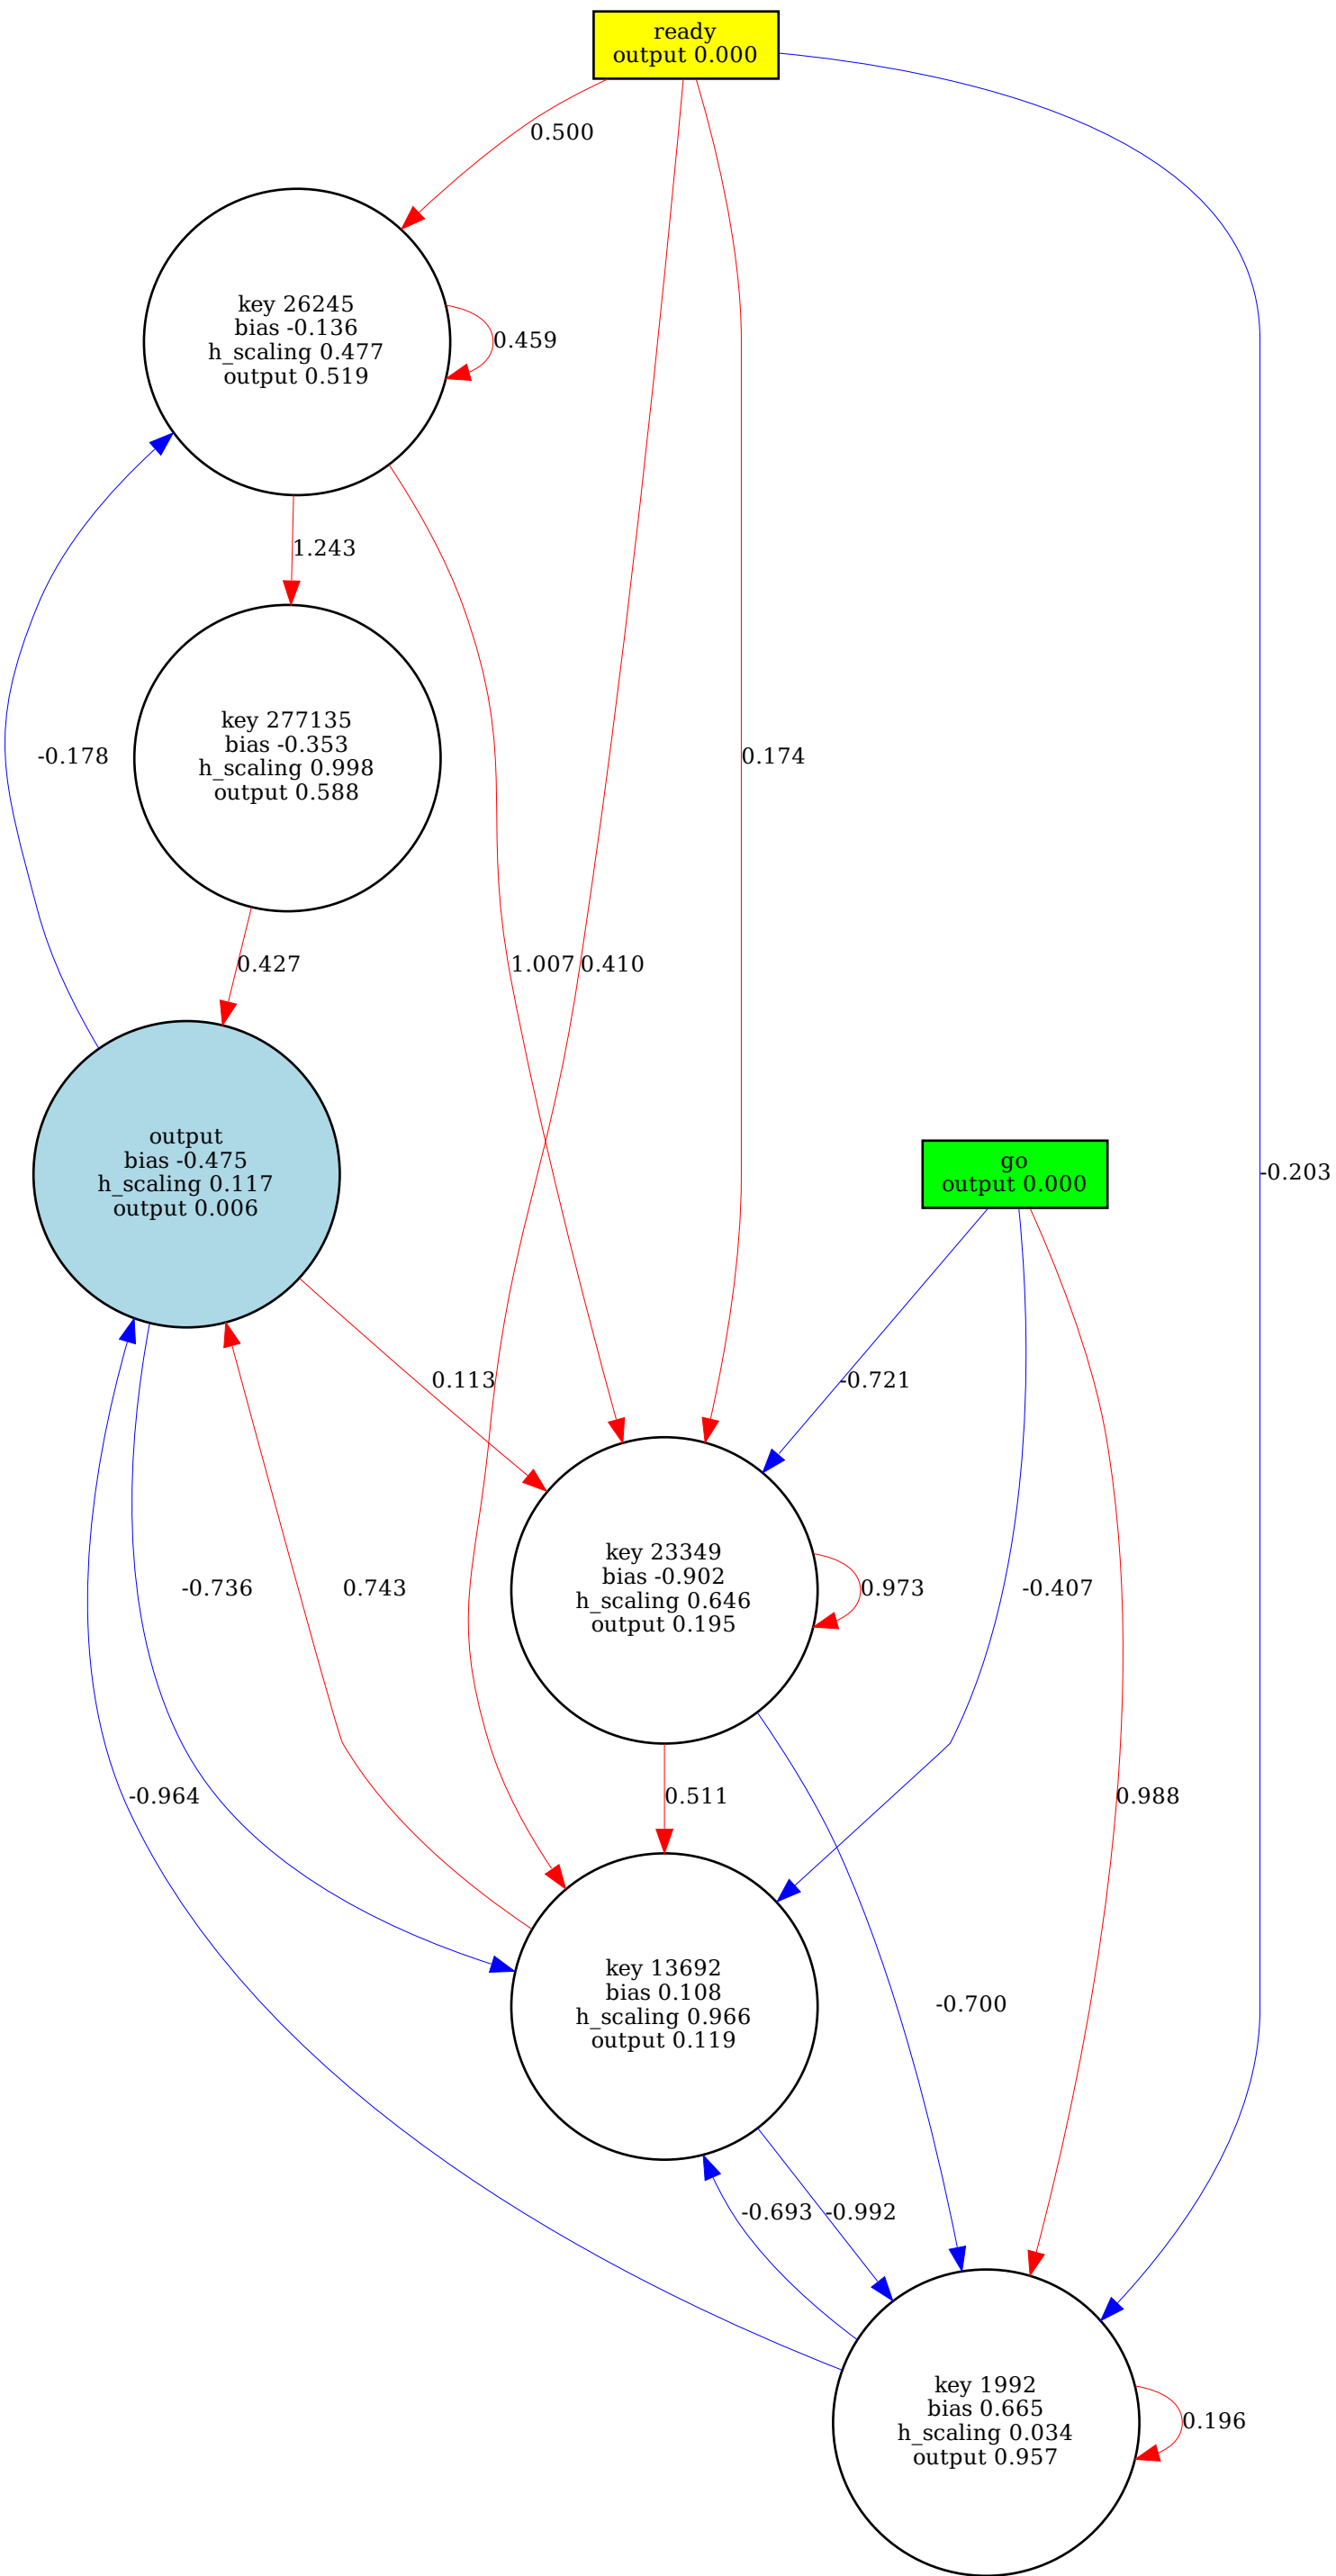 ready
output 0.000
0.500
key 26245
bias -0.136
h_scaling 0.477
output 0.519
0.459
1.243
key 277135
bias -0.353
h_scaling 0.998
output 0.588
-0.178
0.174
0.427
1.007
0.410
output
bias -0.475
h_scaling 0.117
output 0.006
go
output 0.000
-0.203
0.113
-0.721
key 23349
bias -0.902
h_scaling 0.646
output 0.195
0.973
-0.736
0.743
-0.407
-0.964
0.511
0.988
key 13692
bias 0.108
h_scaling 0.966
output 0.119
-0.700
-0.693
-0.992
key 1992
bias 0.665
h_scaling 0.034
output 0.957
0.196